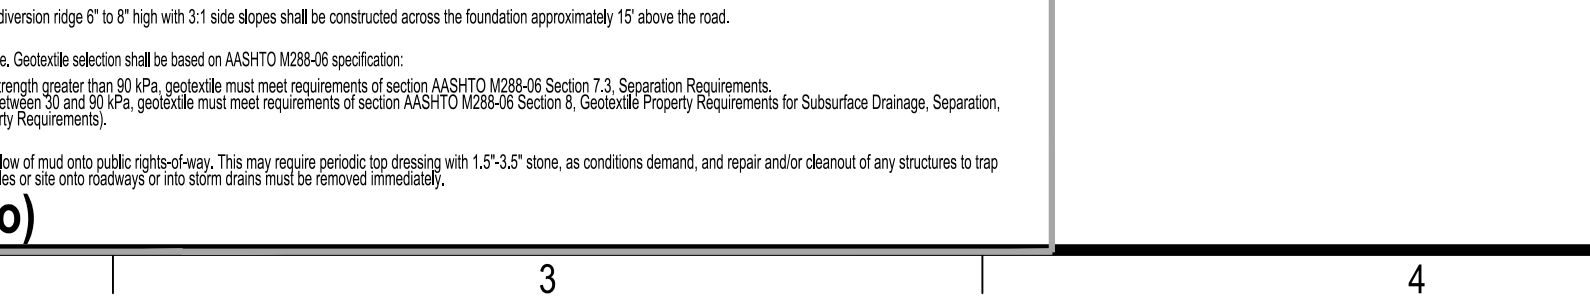 diversion ridge 6" to 8" high with 3:1 side slopes shall be constructed across the foundation approximately 15' above the road.
e. Geotextile selection shall be based on AASHTO M288-06 specification:
trength greater than 90 kPa, geotextile must meet requirements of section AASHTO M288-06 Section 7.3, Separation Requirements.
etween 30 and 90 kPa, geotextile must meet requirements of section AASHTO M288-06 Section 8, Geotextile Property Requirements for Subsurface Drainage, Separation,
rty Requirements).
low of mud onto public rights-of-way. This may require periodic top dressing with 1.5"-3.5" stone, as conditions demand, and repair and/or cleanout of any structures to trap
les or site onto roadways or into storm drains must be removed immediately.
o)
3 4